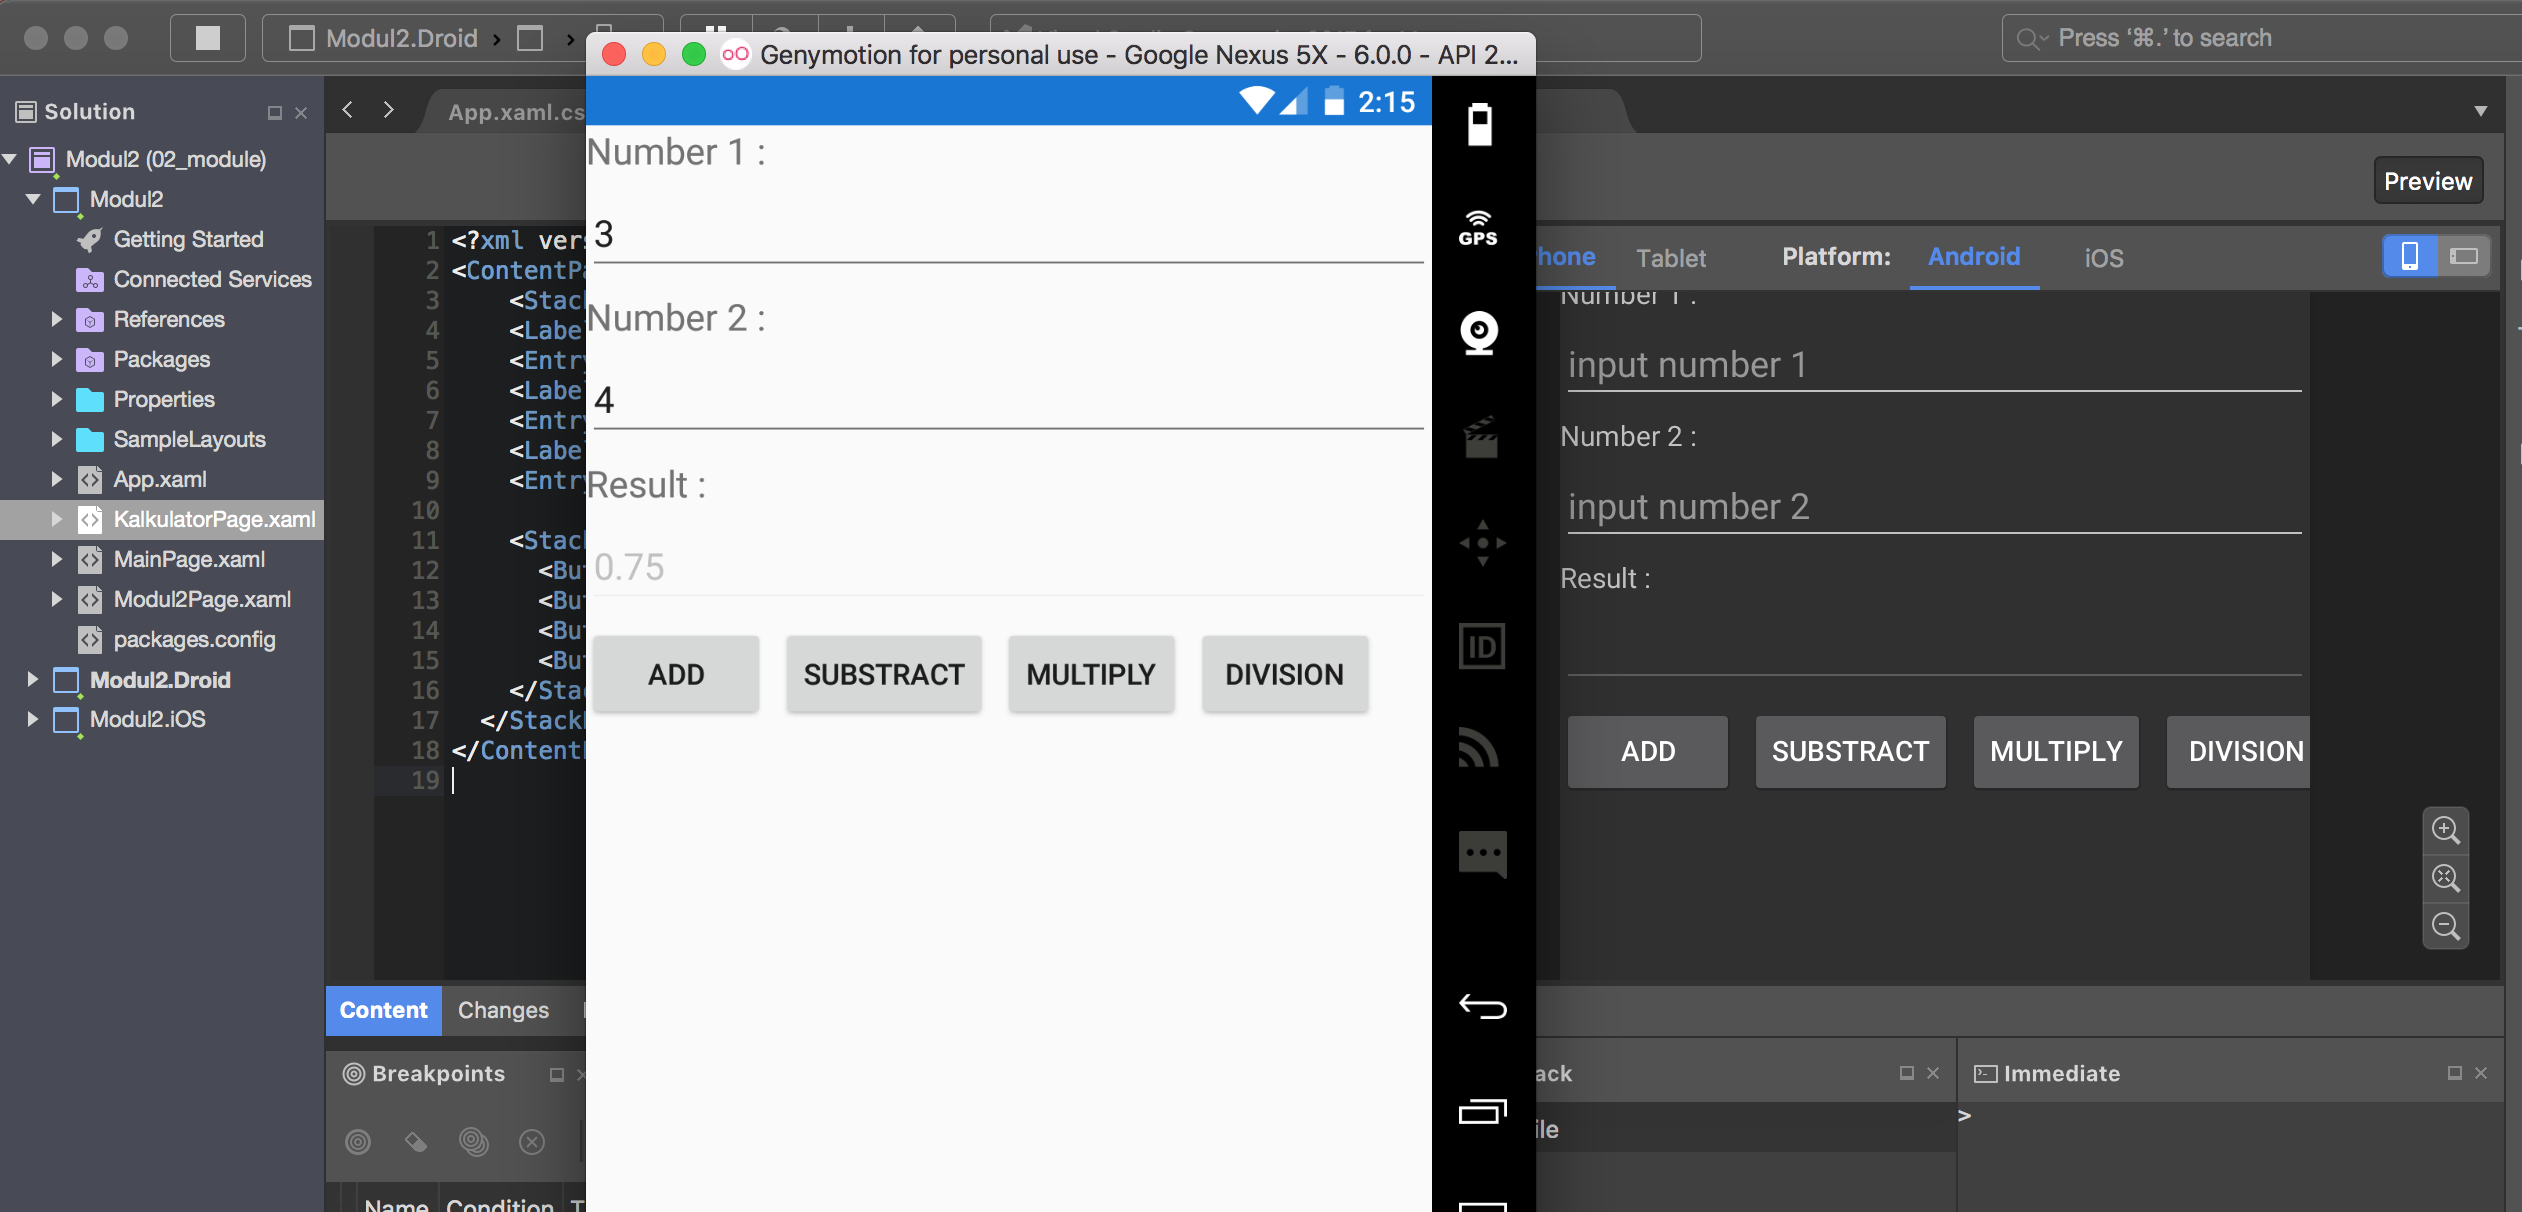 Modul2.Droid
Press ‘⌘.’ to search
Genymotion for personal use - Google Nexus 5X - 6.0.0 - API 2...
Solution
App.xaml.cs
2:15
Modul2 (02_module)
Modul2
Getting Started
Connected Services
References
Packages
Properties
SampleLayouts
App.xaml
KalkulatorPage.xaml
MainPage.xaml
Modul2Page.xaml
packages.config
Modul2.Droid
Modul2.iOS
1 <?xml ver
2 <ContentP
3 <Stac
4 <Labe
5 <Entr
6 <Labe
7 <Entr
8 <Labe
9 <Entr
10
11 <Stac
12 <Bu
13 <Bu
14 <Bu
15 <Bu
16 </Sta
17 </Stack
18 </Content
19
Number 1 :
3
Number 2 :
4
Result :
0.75
ADD
SUBSTRACT
MULTIPLY
DIVISION
GPS
ID
Preview
hone
Tablet
Platform:
Android
iOS
Number 1 :
input number 1
Number 2 :
input number 2
Result :
ADD
SUBSTRACT
MULTIPLY
DIVISION
Content
Changes
Breakpoints
Name
Condition
T
ack
ile
Immediate
>